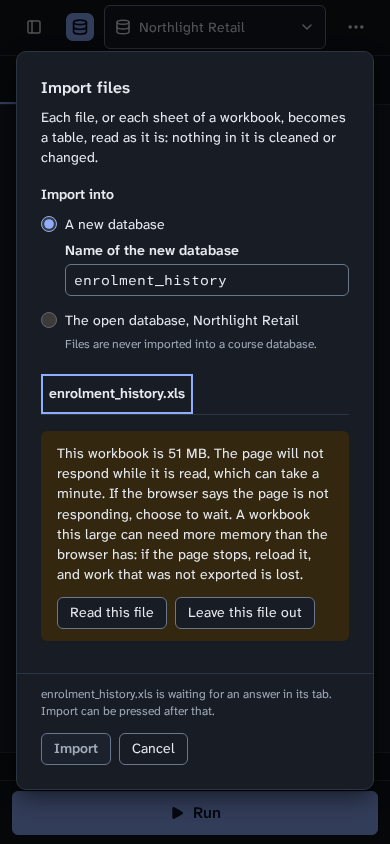 Northlight Retail
Import files
Each file, or each sheet of a workbook, becomes
a table, read as it is: nothing in it is cleaned or
changed.
Import into
A new database
Name of the new database
enrolment_history
The open database, Northlight Retail
Files are never imported into a course database.
enrolment_history.xls
This workbook is 51 MB. The page will not
respond while it is read, which can take a
minute. If the browser says the page is not
responding, choose to wait. A workbook
this large can need more memory than the
browser has: if the page stops, reload it,
and work that was not exported is lost.
Read this file Leave this file out
enrolment_history.xls is waiting for an answer in its tab.
Import can be pressed after that.
Import Cancel
Run